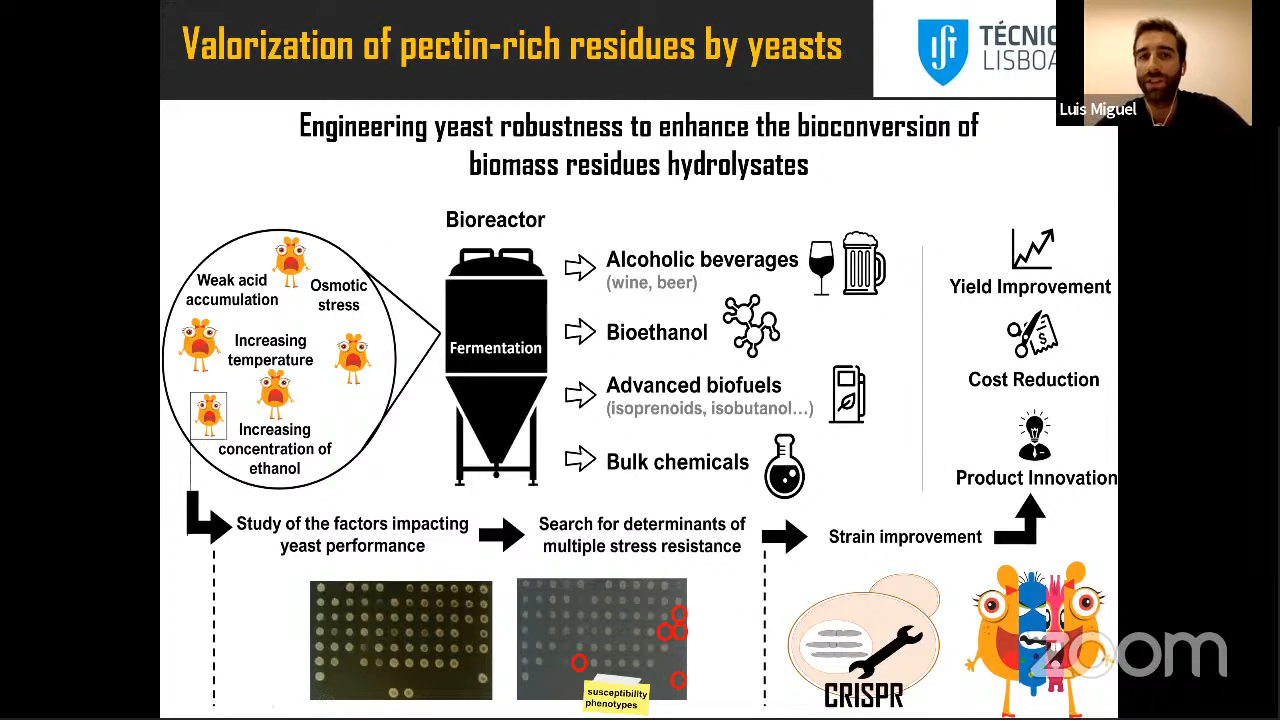 Valorization of pectin-rich residues by yeasts
TÉCNIC
LISBOA
Luis Miguel
Engineering yeast robustness to enhance the bioconversion of
biomass residues hydrolysates
Weak acid
accumulation
Osmotic
stress
Increasing
temperature
Increasing
concentration of
ethanol
Bioreactor
Fermentation
Alcoholic beverages
(wine, beer)
Bioethanol
Advanced biofuels
(isoprenoids, isobutanol...)
Bulk chemicals
Yield Improvement
$
Cost Reduction
Product Innovation
Study of the factors impacting
yeast performance
Search for determinants of
multiple stress resistance
Strain improvement
susceptibility
phenotypes
CRISPR
zoom